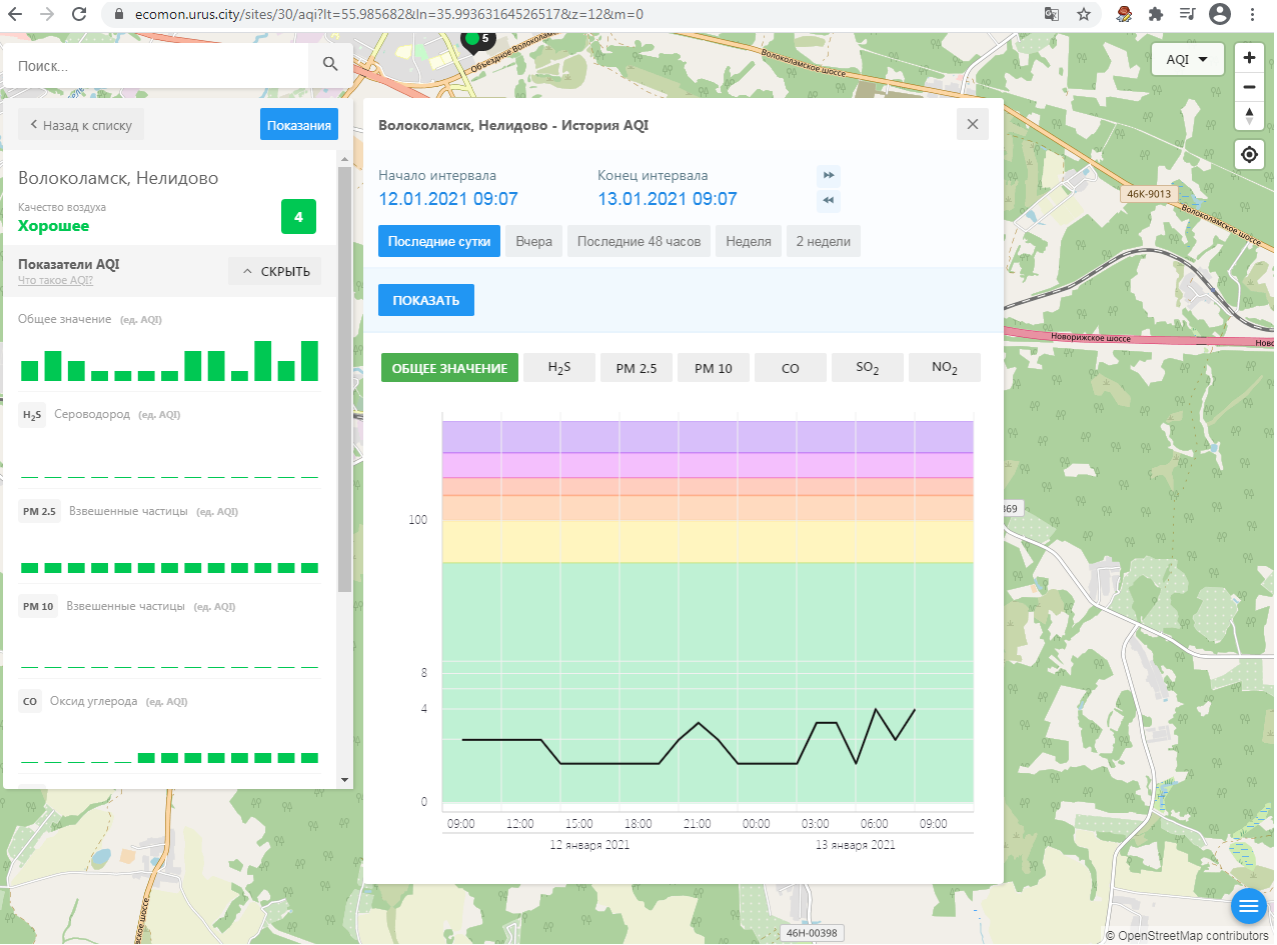 ecomon.urus.city/sites/30/aqi?lt=55.985682&ln=35.99363164526517&z=12&m=0
5
Объездное Волокола
Волоколамское шоссе
Поиск...
AQI
Назад к списку
Показания
Волоколамск, Нелидово - История AQI
Волоколамск, Нелидово
Качество воздуха
Хорошее
4
Начало интервала
Конец интервала
12.01.2021 09:07
13.01.2021 09:07
46К-9013
Волоколамское шоссе
Последние сутки
Вчера
Последние 48 часов
Неделя
2 недели
Показатели AQI
Что такое AQI?
СКРЫТЬ
ПОКАЗАТЬ
Общее значение (ед. AQI)
Новорижское шоссе
Ново
ОБЩЕЕ ЗНАЧЕНИЕ
H2S
PM 2.5
PM 10
CO
SO2
NO2
H2S Сероводород (ед. AQI)
PM 2.5 Взвешенные частицы (ед. AQI)
369
PM 10 Взвешенные частицы (ед. AQI)
CO Оксид углерода (ед. AQI)
100
8
4
0
09:00 12:00 15:00 18:00 21:00 00:00 03:00 06:00 09:00
12 января 2021
13 января 2021
46Н-00398
© OpenStreetMap contributors